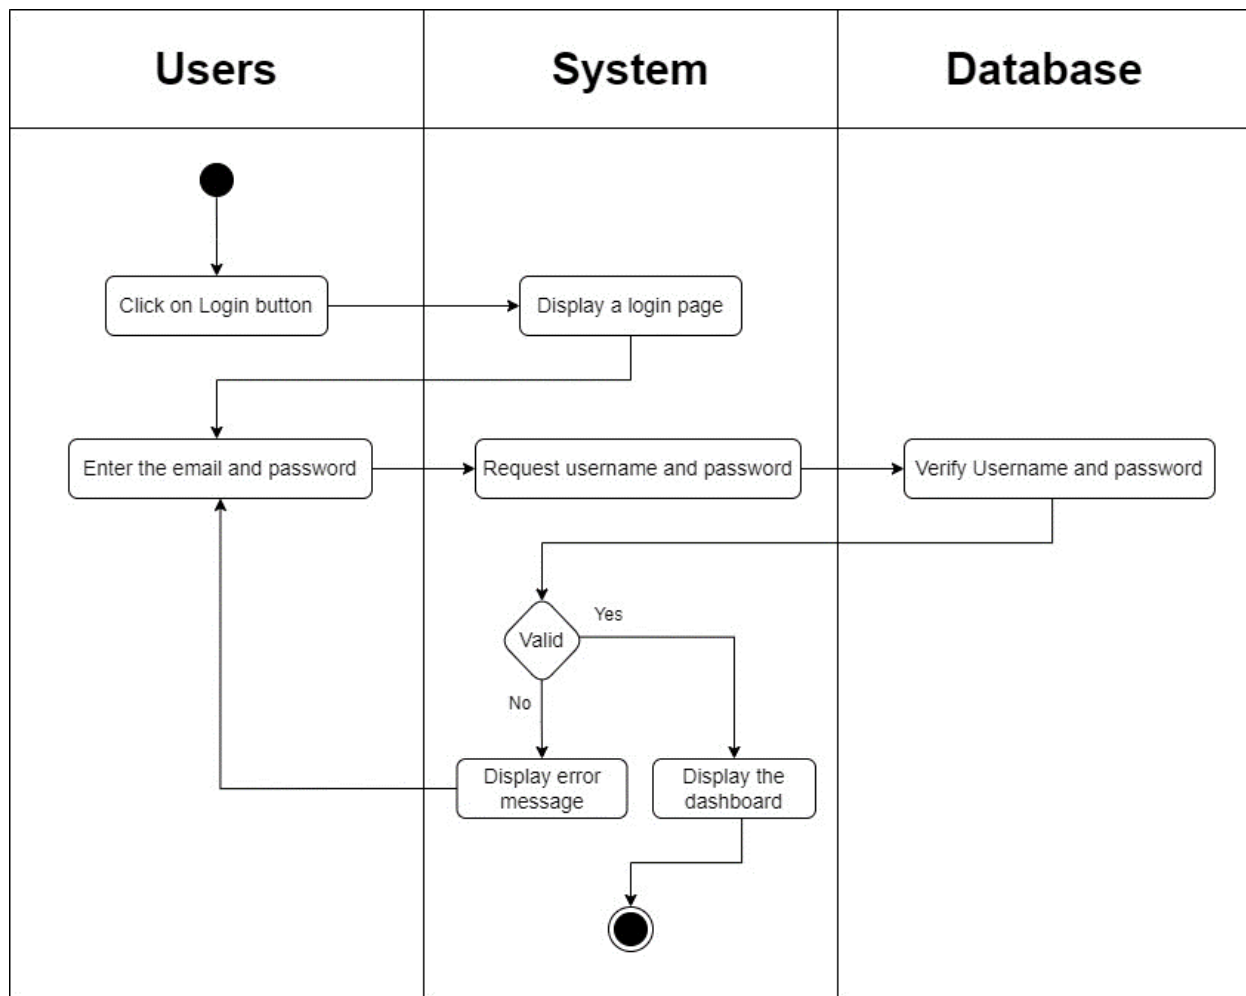 Users
System
Database
Click on Login button
Display a login page
Enter the email and password
Request username and password
Verify Username and password
Valid
Yes
No
Display error
message
Display the
dashboard